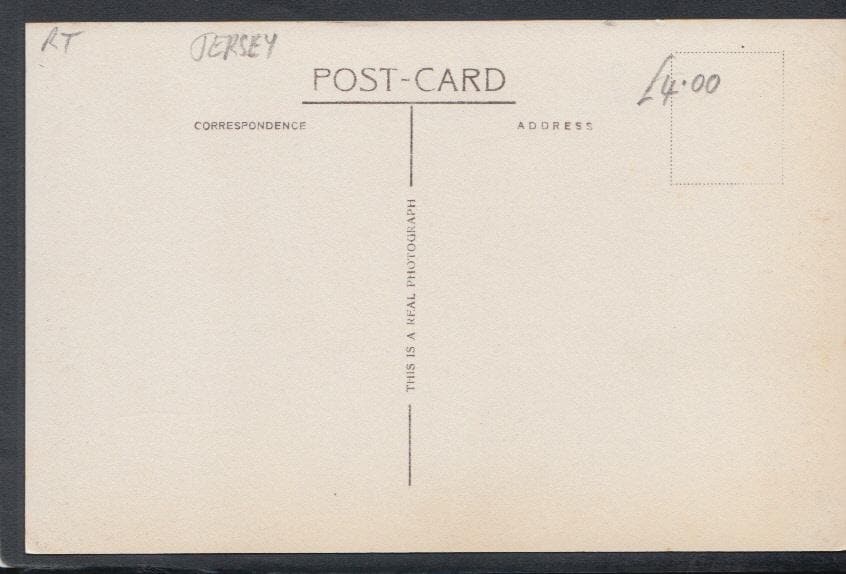 RT
JERSEY
£4.00
POST-CARD
CORRESPONDENCE
ADDRESS
THIS IS A REAL PHOTOGRAPH